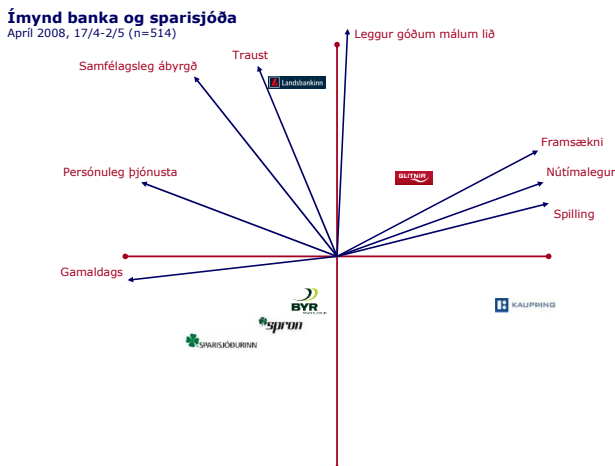 Ímynd banka og sparisjóða
Apríl 2008, 17/4-2/5 (n=514)
Leggur góðum málum lið
Traust
Samfélagsleg ábyrgð
Landsbankinn
Framsækni
Persónuleg þjónusta
GLITNIR
Nútímalegur
Spilling
Gamaldags
BYR
KAUPÞING
spron
SPARISJÓÐURINN